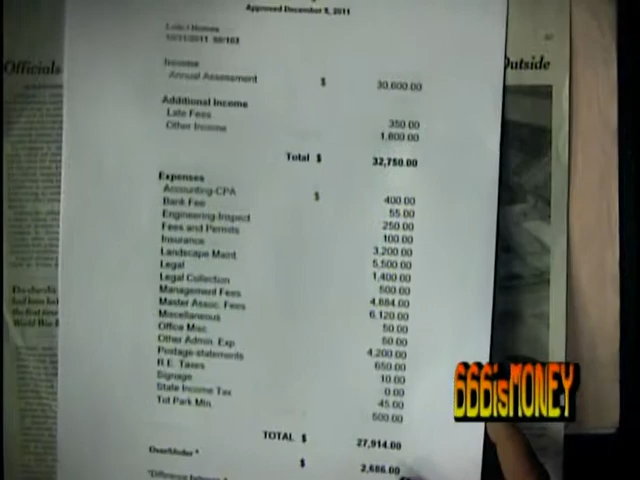 Approved December 5, 2011
Officials
Outside
Income
Annual Assessment $ 30,600.00
Additional Income
Late Fees 350.00
Other Income 1,800.00
Total $ 32,750.00
Expenses
Accounting-CPA $ 400.00
Bank Fee 55.00
Engineering-Inspect 250.00
Fees and Permits 100.00
Insurance 3,200.00
Landscape Maint. 5,500.00
Legal 1,400.00
Legal Collection 500.00
Management Fees 4,884.00
Master Assoc. Fees 6,120.00
Miscellaneous 50.00
Office Misc 50.00
Other Admin. Exp. 4,200.00
Postage-statements 650.00
R.E. Taxes 10.00
Signage 0.00
State Income Tax 45.00
Tot Park Mtn. 500.00
TOTAL $ 27,914.00
Over/Under * $ 2,686.00
666isMONEY